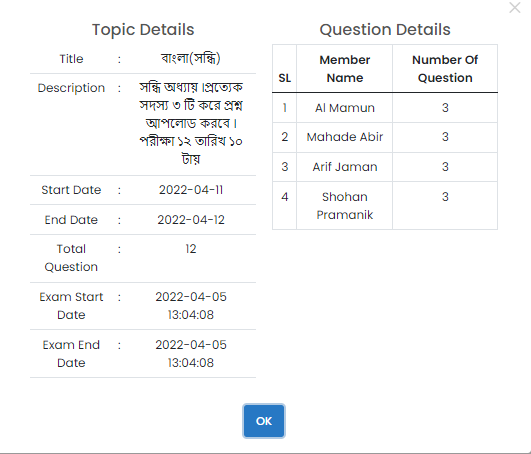 Topic Details
Title : বাংলা(সন্ধি)
Description : সন্ধি অধ্যায় ।প্রত্যেক
সদস্য ৩ টি করে প্রশ্ন
আপলোড করবে।
পরীক্ষা ১২ তারিখ ১০
টায়
Start Date : 2022-04-11
End Date : 2022-04-12
Total : 12
Question
Exam Start : 2022-04-05
Date 13:04:08
Exam End : 2022-04-05
Date 13:04:08
Question Details
SL Member Name Number Of Question
1 Al Mamun 3
2 Mahade Abir 3
3 Arif Jaman 3
4 Shohan 3
Pramanik
OK